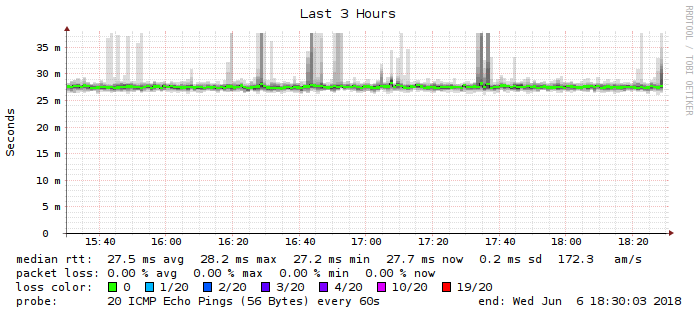 Last 3 Hours
RRDTOOL / TOBI OETIKER
Seconds
35 m
30 m
25 m
20 m
15 m
10 m
5 m
0
15:40 16:00 16:20 16:40 17:00 17:20 17:40 18:00 18:20
median rtt: 27.5 ms avg 28.2 ms max 27.2 ms min 27.7 ms now 0.2 ms sd 172.3 am/s
packet loss: 0.00 % avg 0.00 % max 0.00 % min 0.00 % now
loss color: 0 1/20 2/20 3/20 4/20 10/20 19/20
probe: 20 ICMP Echo Pings (56 Bytes) every 60s end: Wed Jun 6 18:30:03 2018